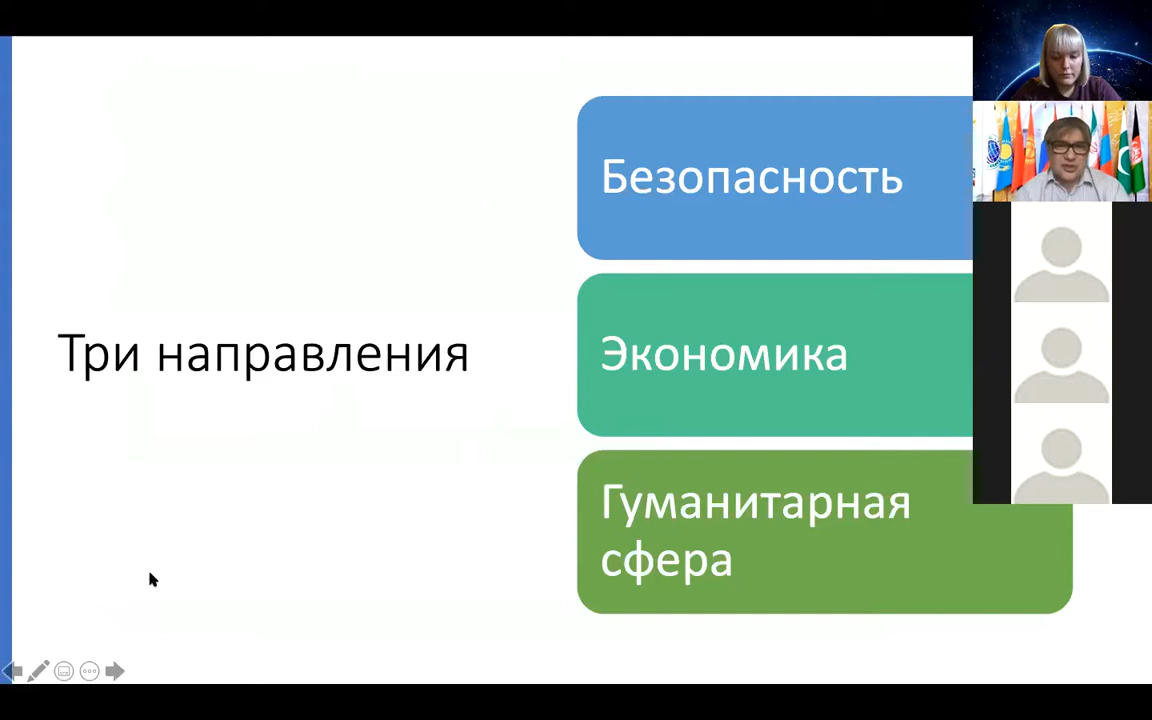 Три направления
Безопасность
Экономика
Гуманитарная
сфера